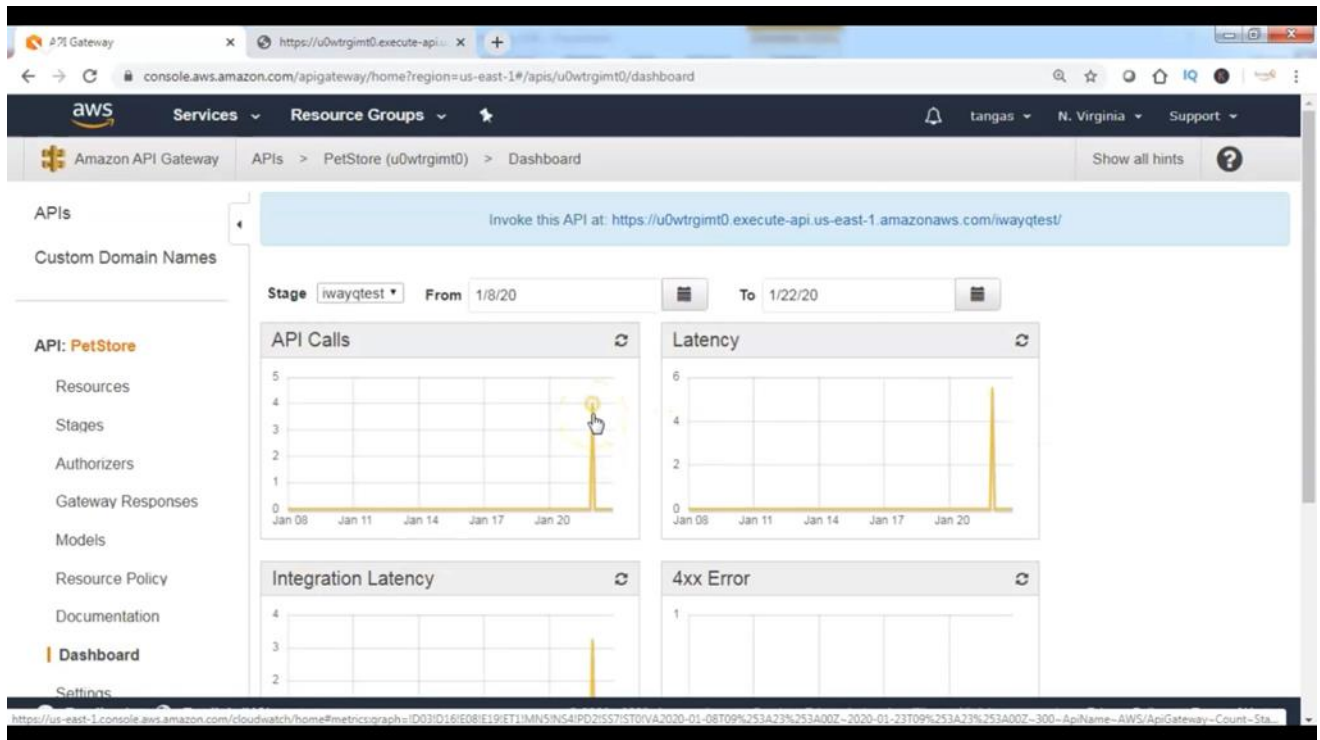 API Gateway
https://u0wtrgimt0.execute-api.u
console.aws.amazon.com/apigateway/home?region=us-east-1#/apis/u0wtrgimt0/dashboard
IQ
aws Services Resource Groups tangas N. Virginia Support
Amazon API Gateway APIs > PetStore (u0wtrgimt0) > Dashboard Show all hints ?
APIs
Custom Domain Names
API: PetStore
Resources
Stages
Authorizers
Gateway Responses
Models
Resource Policy
Documentation
Dashboard
Settings
Invoke this API at: https://u0wtrgimt0.execute-api.us-east-1.amazonaws.com/iwayqtest/
Stage iwayqtest From 1/8/20 To 1/22/20
API Calls
5
4
3
2
1
0
Jan 08 Jan 11 Jan 14 Jan 17 Jan 20
Latency
6
4
2
0
Jan 08 Jan 11 Jan 14 Jan 17 Jan 20
Integration Latency
4
3
2
4xx Error
1